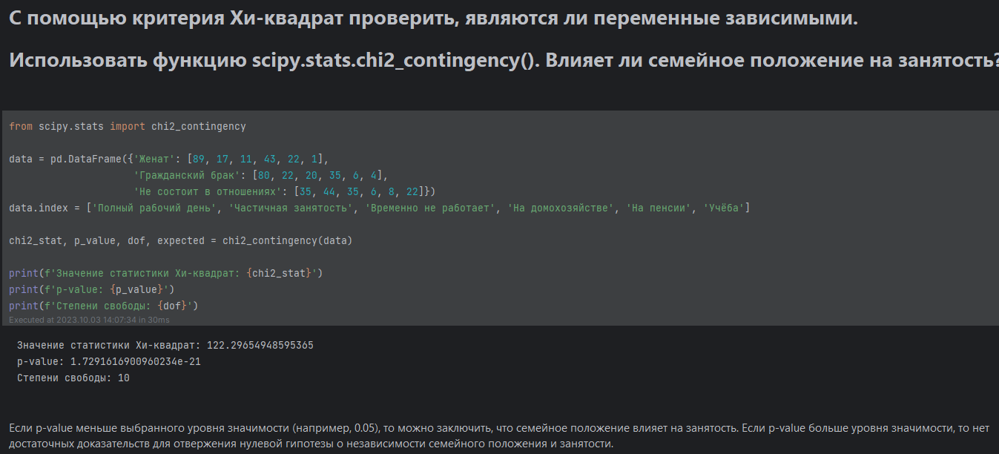 С помощью критерия Хи-квадрат проверить, являются ли переменные зависимыми.
Использовать функцию scipy.stats.chi2_contingency(). Влияет ли семейное положение на занятость?
from scipy.stats import chi2_contingency
data = pd.DataFrame({'Женат': [89, 17, 11, 43, 22, 1],
'Гражданский брак': [80, 22, 20, 35, 6, 4],
'Не состоит в отношениях': [35, 44, 35, 6, 8, 22]})
data.index = ['Полный рабочий день', 'Частичная занятость', 'Временно не работает', 'На домохозяйстве', 'На пенсии', 'Учёба']
chi2_stat, p_value, dof, expected = chi2_contingency(data)
print(f'Значение статистики Хи-квадрат: {chi2_stat}')
print(f'p-value: {p_value}')
print(f'Степени свободы: {dof}')
Executed at 2023.10.03 14:07:34 in 30ms
Значение статистики Хи-квадрат: 122.29654948595365
p-value: 1.7291616900960234e-21
Степени свободы: 10
Если p-value меньше выбранного уровня значимости (например, 0.05), то можно заключить, что семейное положение влияет на занятость. Если p-value больше уровня значимости, то нет
достаточных доказательств для отвержения нулевой гипотезы о независимости семейного положения и занятости.